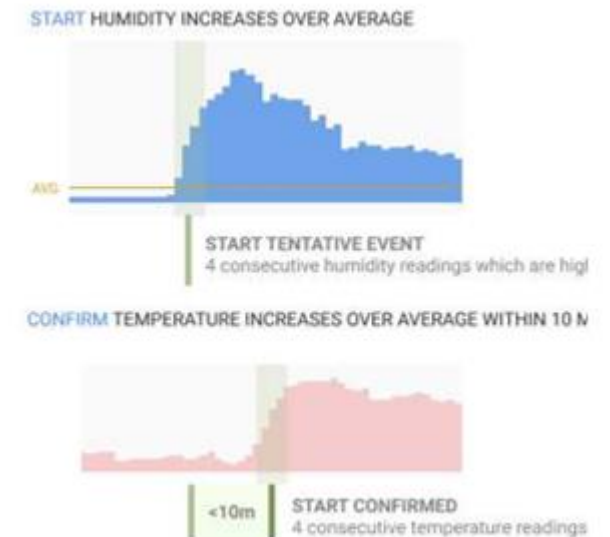 START HUMIDITY INCREASES OVER AVERAGE
AVG
START TENTATIVE EVENT
4 consecutive humidity readings which are higl
CONFIRM TEMPERATURE INCREASES OVER AVERAGE WITHIN 10 M
<10m
START CONFIRMED
4 consecutive temperature readings